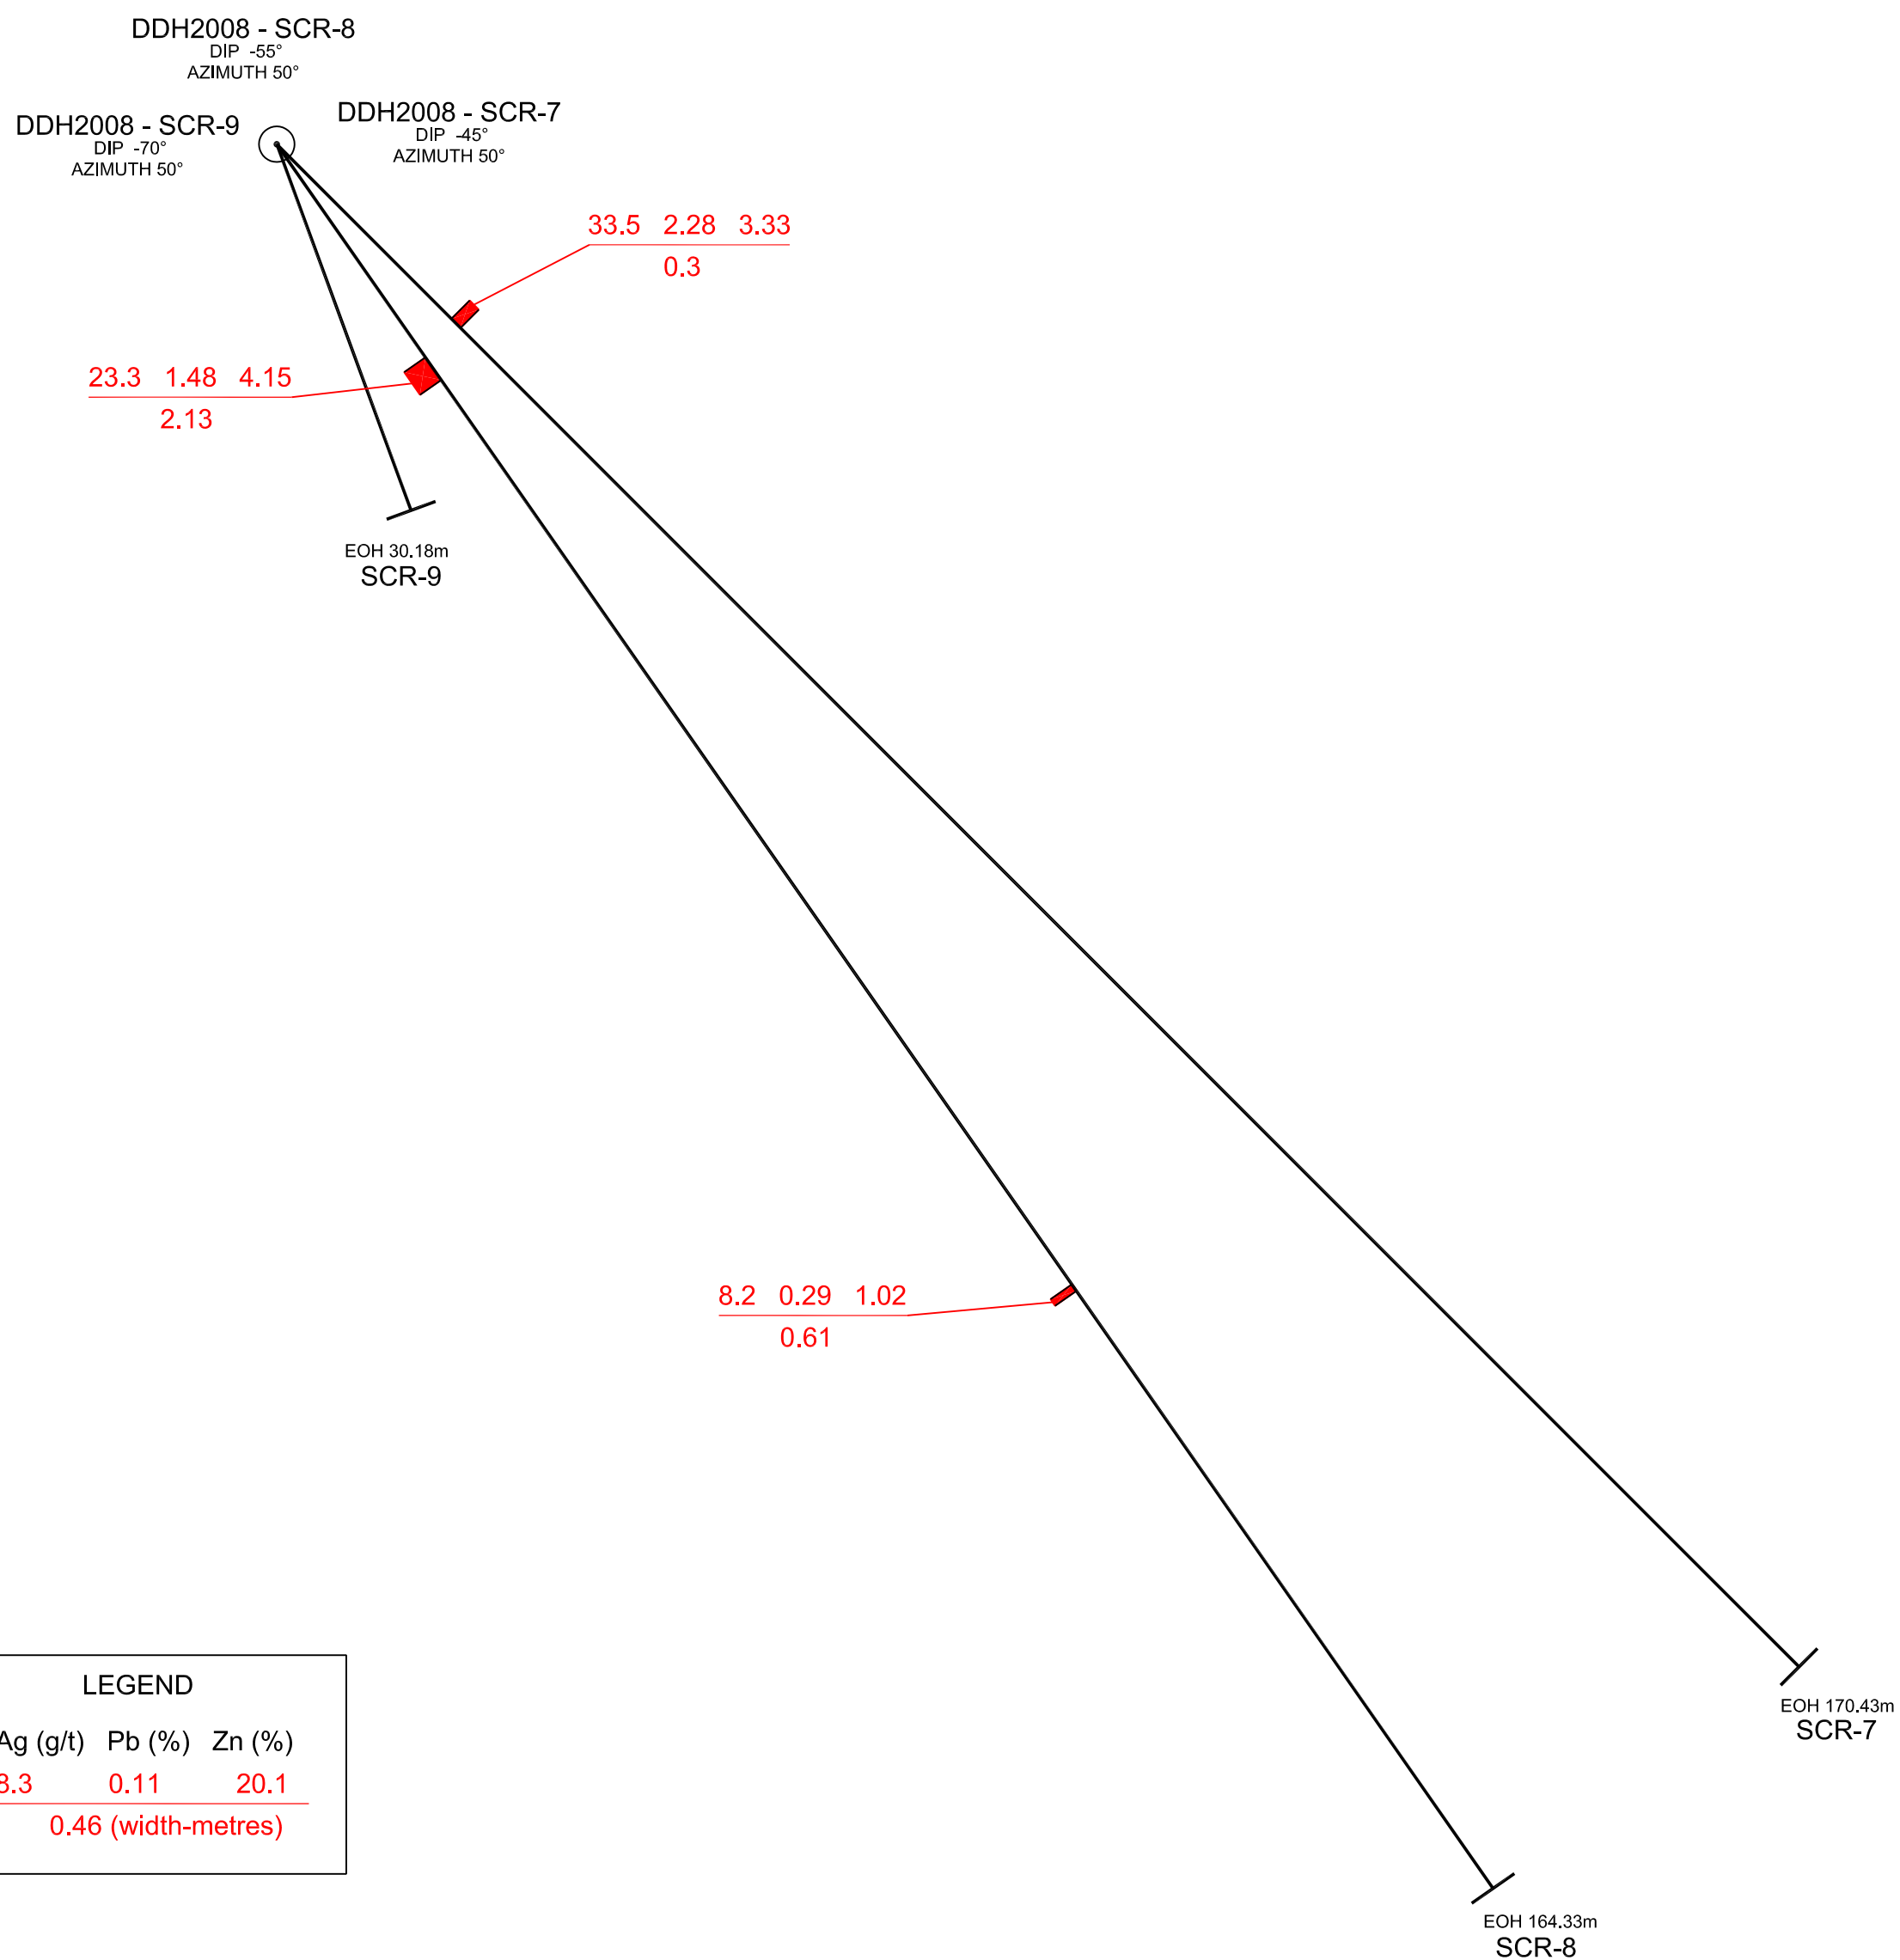 DDH2008 - SCR-8
DIP -55°
AZIMUTH 50°
DDH2008 - SCR-9
DIP -70°
AZIMUTH 50°
DDH2008 - SCR-7
DIP -45°
AZIMUTH 50°
33.5 2.28 3.33
0.3
23.3 1.48 4.15
2.13
EOH 30.18m
SCR-9
8.2 0.29 1.02
0.61
LEGEND
Ag (g/t) Pb (%) Zn (%)
8.3 0.11 20.1
0.46 (width-metres)
EOH 170.43m
SCR-7
EOH 164.33m
SCR-8